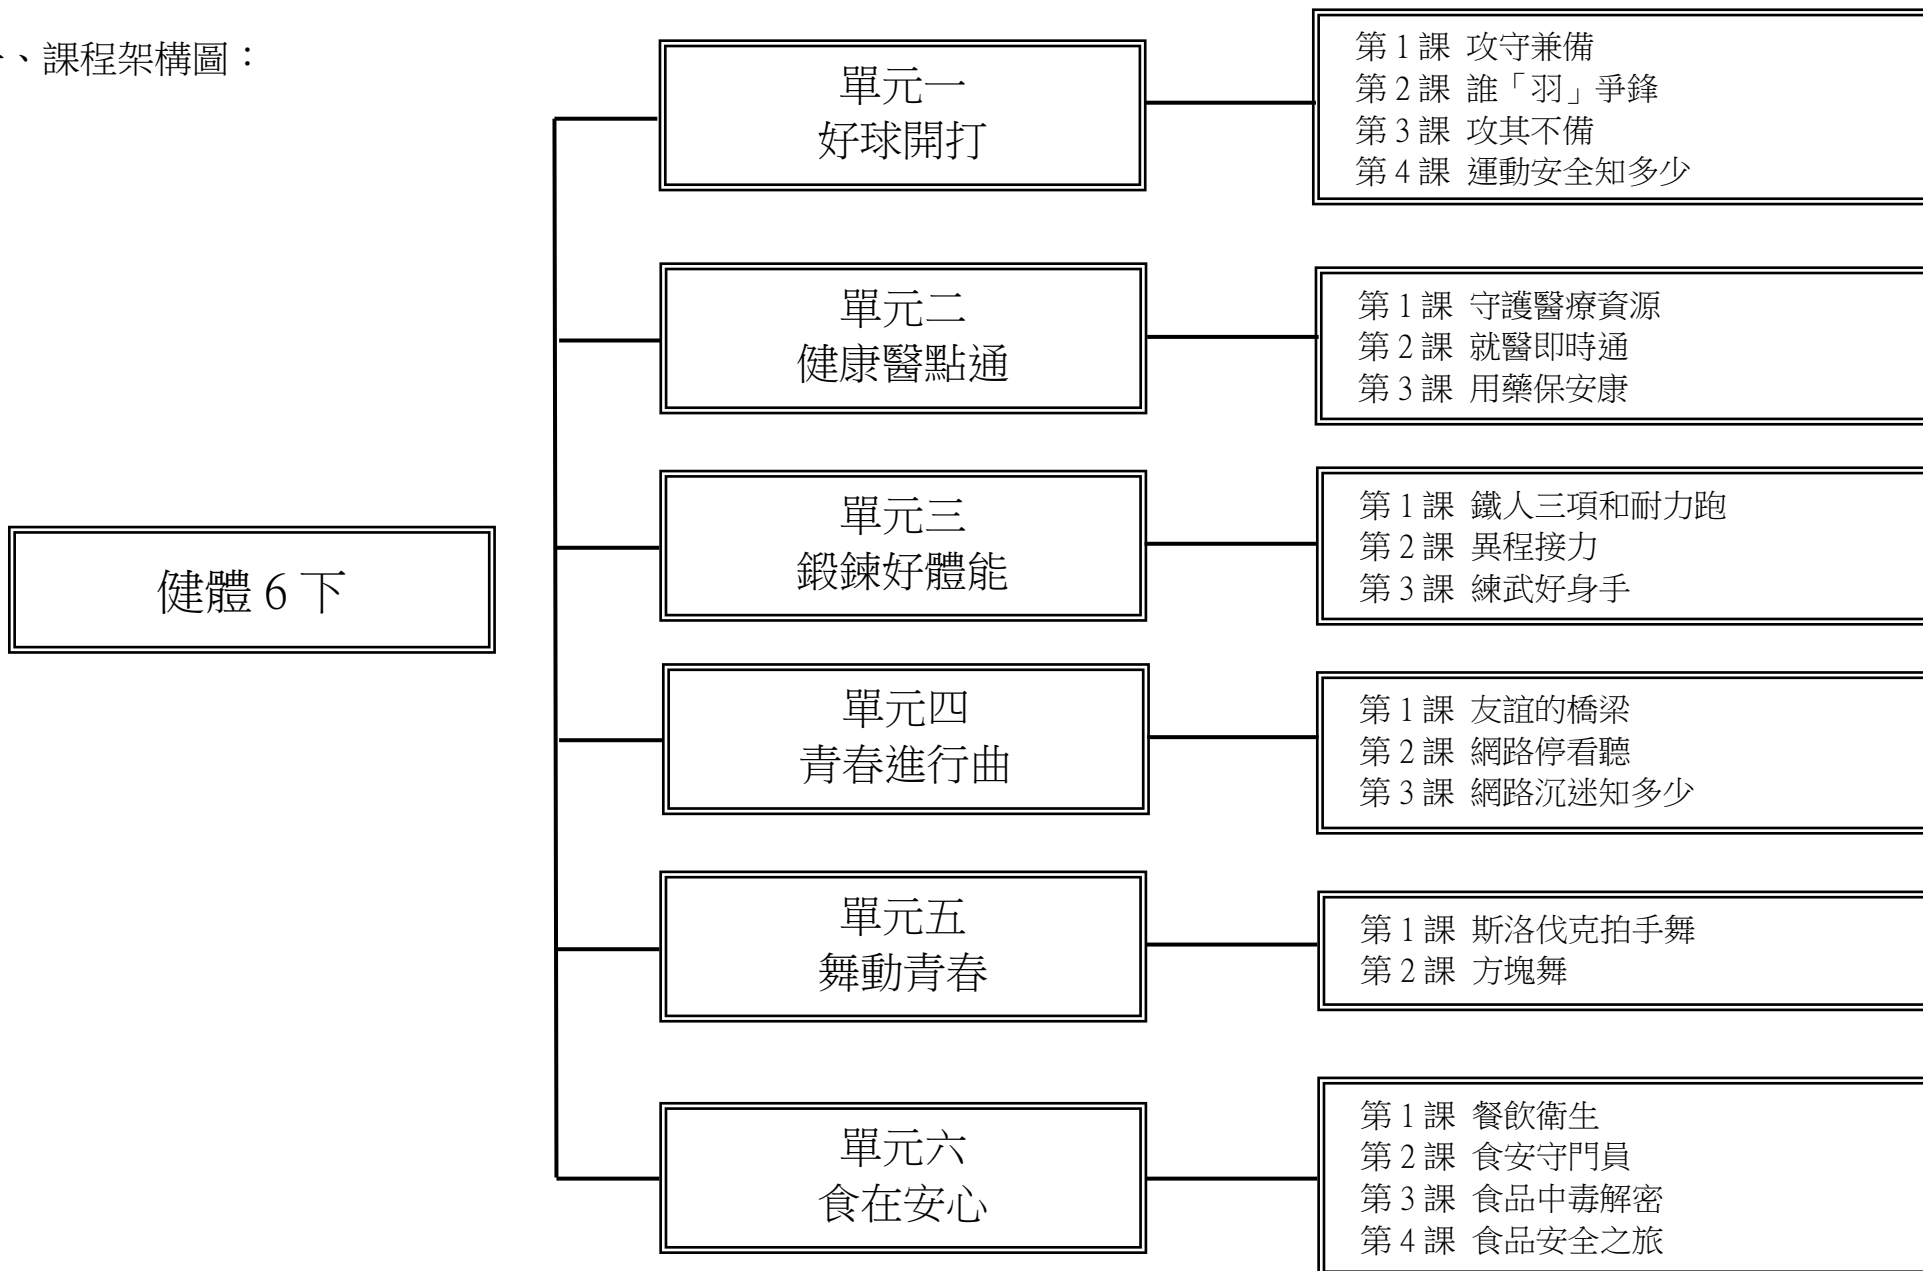 、課程架構圖：
單元一
好球開打
第 1 課 攻守兼備
第 2 課 誰「羽」爭鋒
第 3 課 攻其不備
第 4 課 運動安全知多少
單元二
健康醫點通
第 1 課 守護醫療資源
第 2 課 就醫即時通
第 3 課 用藥保安康
健體 6 下
單元三
鍛鍊好體能
第 1 課 鐵人三項和耐力跑
第 2 課 異程接力
第 3 課 練武好身手
單元四
青春進行曲
第 1 課 友誼的橋梁
第 2 課 網路停看聽
第 3 課 網路沉迷知多少
單元五
舞動青春
第 1 課 斯洛伐克拍手舞
第 2 課 方塊舞
單元六
食在安心
第 1 課 餐飲衛生
第 2 課 食安守門員
第 3 課 食品中毒解密
第 4 課 食品安全之旅